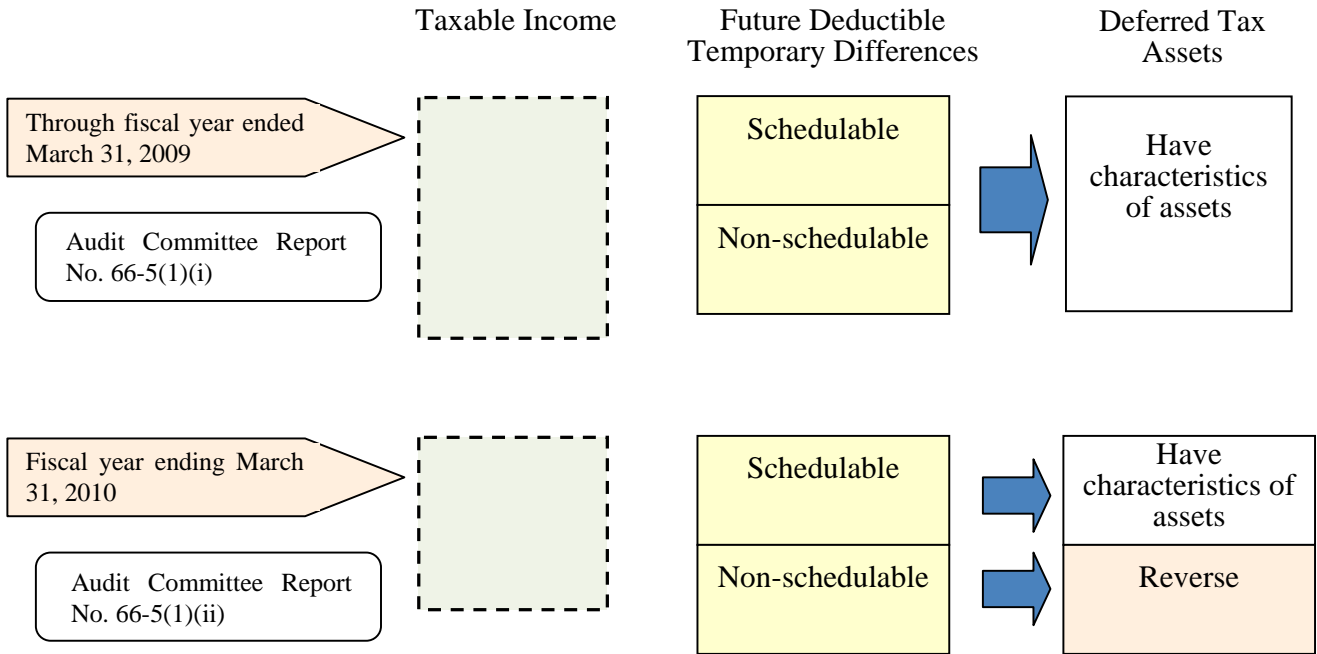 Taxable Income
Future Deductible
Temporary Differences
Deferred Tax
Assets
Through fiscal year ended
March 31, 2009
Audit Committee Report
No. 66-5(1)(i)
Schedulable
Non-schedulable
Have
characteristics
of assets
Fiscal year ending March
31, 2010
Audit Committee Report
No. 66-5(1)(ii)
Schedulable
Non-schedulable
Have
characteristics of
assets
Reverse